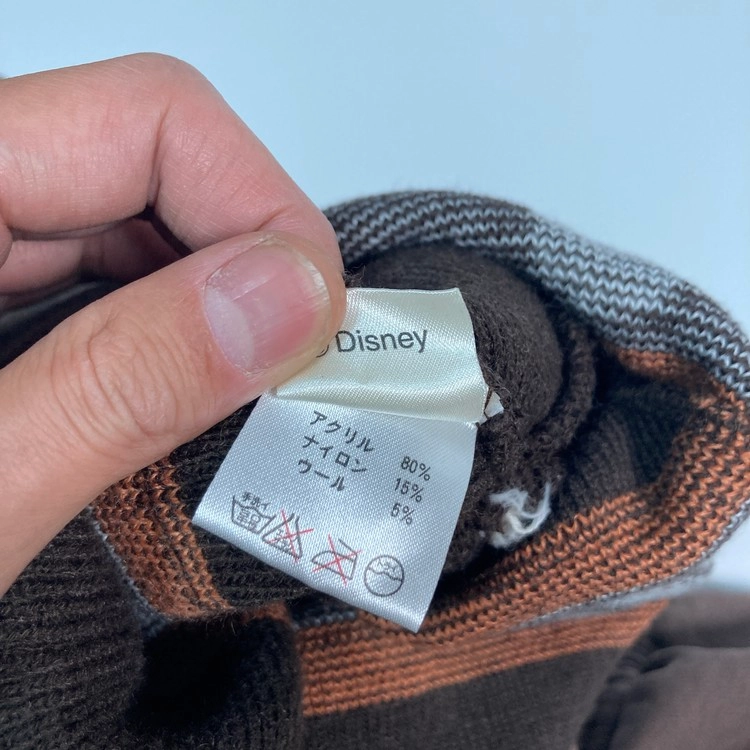 © Disney
アクリル 80%
ナイロン 15%
ウール 5%
手洗イ